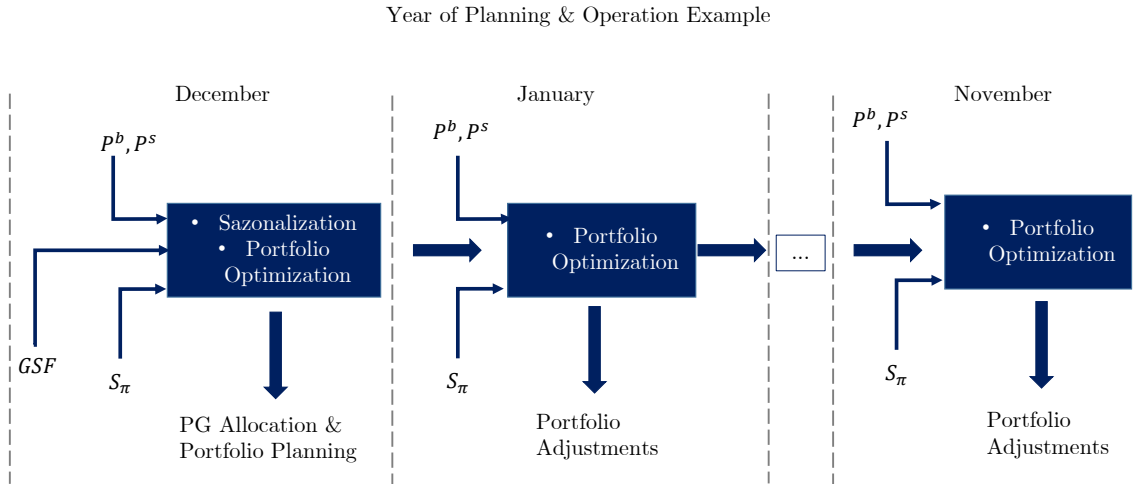 Year of Planning & Operation Example
December
January
November
P^b, P^s
P^b, P^s
P^b, P^s
• Sazonalization
• Portfolio
Optimization
• Portfolio
Optimization
...
• Portfolio
Optimization
GSF
S_π
S_π
S_π
PG Allocation &
Portfolio Planning
Portfolio
Adjustments
Portfolio
Adjustments